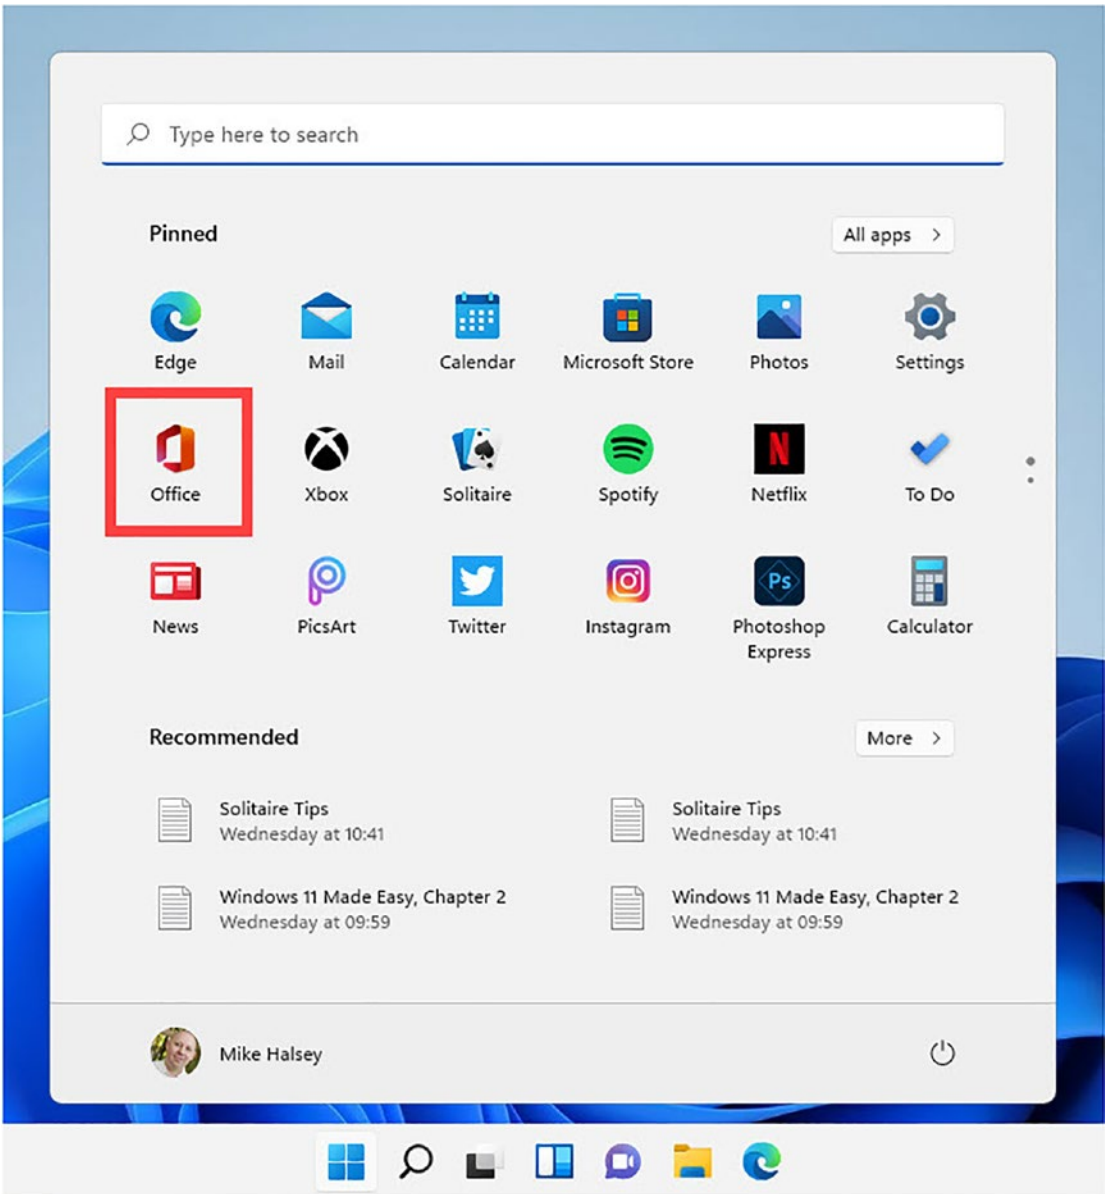 Type here to search
Pinned
All apps >
Edge
Mail
Calendar
Microsoft Store
Photos
Settings
Office
Xbox
Solitaire
Spotify
Netflix
To Do
News
PicsArt
Twitter
Instagram
Ps
Photoshop
Express
Calculator
Recommended
More >
Solitaire Tips
Wednesday at 10:41
Solitaire Tips
Wednesday at 10:41
Windows 11 Made Easy, Chapter 2
Wednesday at 09:59
Windows 11 Made Easy, Chapter 2
Wednesday at 09:59
Mike Halsey